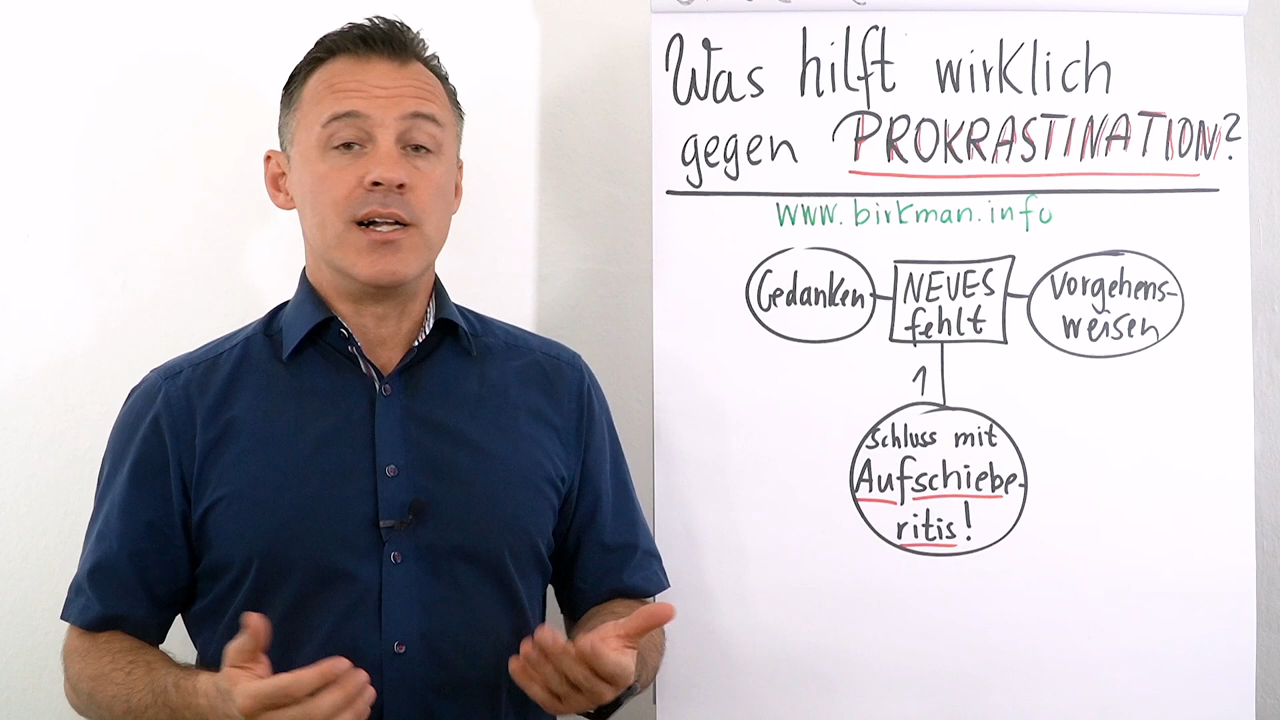 Was hilft wirklich
gegen PROKRASTINATION?
www.birkman.info
Gedanken
NEUES
fehlt
Vorgehens-
weisen
1
Schluss mit
Aufschiebe-
ritis!